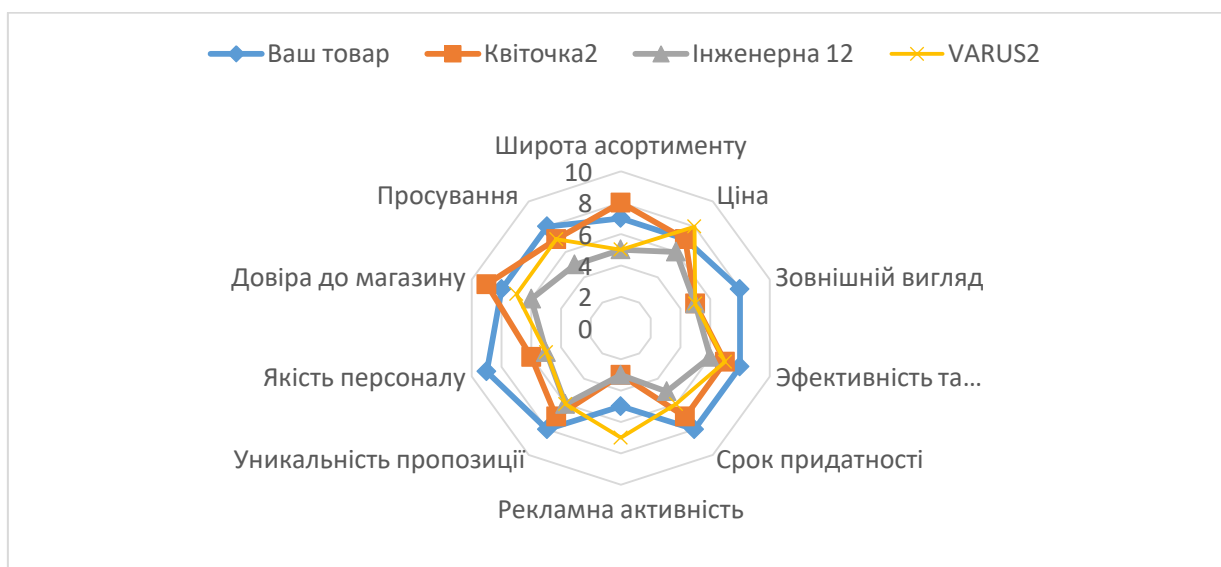 Ваш товар Квіточка2 Інженерна 12 VARUS2
Широта асортименту
10
Просування
Ціна
8
6
4
Довіра до магазину
Зовнішній вигляд
2
0
Якість персоналу
Эфективність та...
Уникальність пропозиції
Срок придатності
Рекламна активність